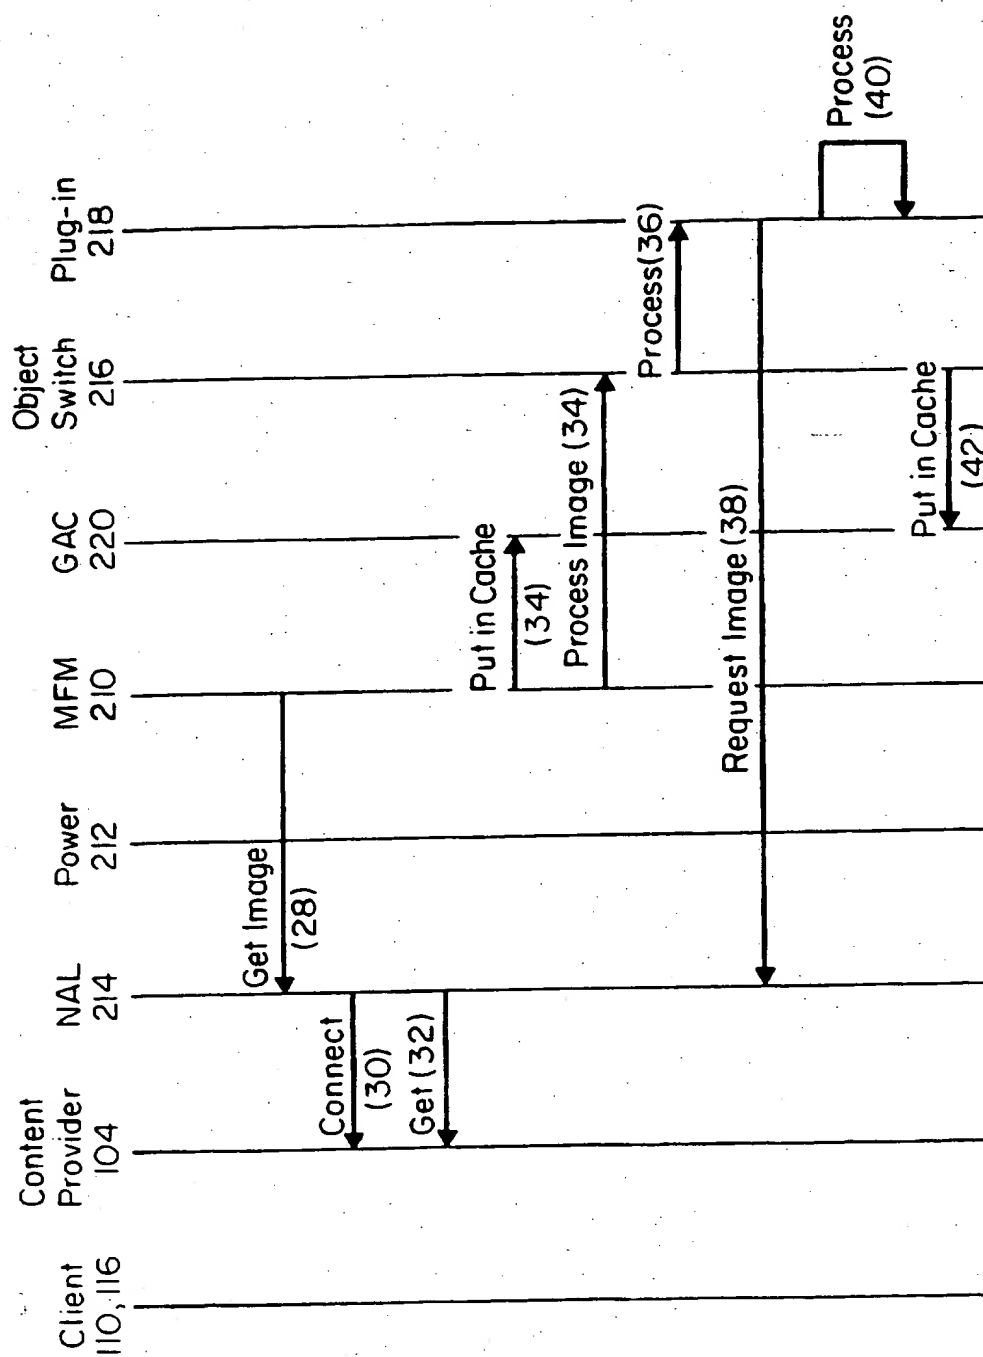 Client
110,116
Content
Provider
104
NAL
214
Power
212
MFM
210
GAC
220
Object
Switch
216
Plug-in
218
Get Image
(28)
Connect
(30)
Get (32)
Put in Cache
(34)
Process Image (34)
Process(36)
Request Image (38)
Process
(40)
Put in Cache
(42)